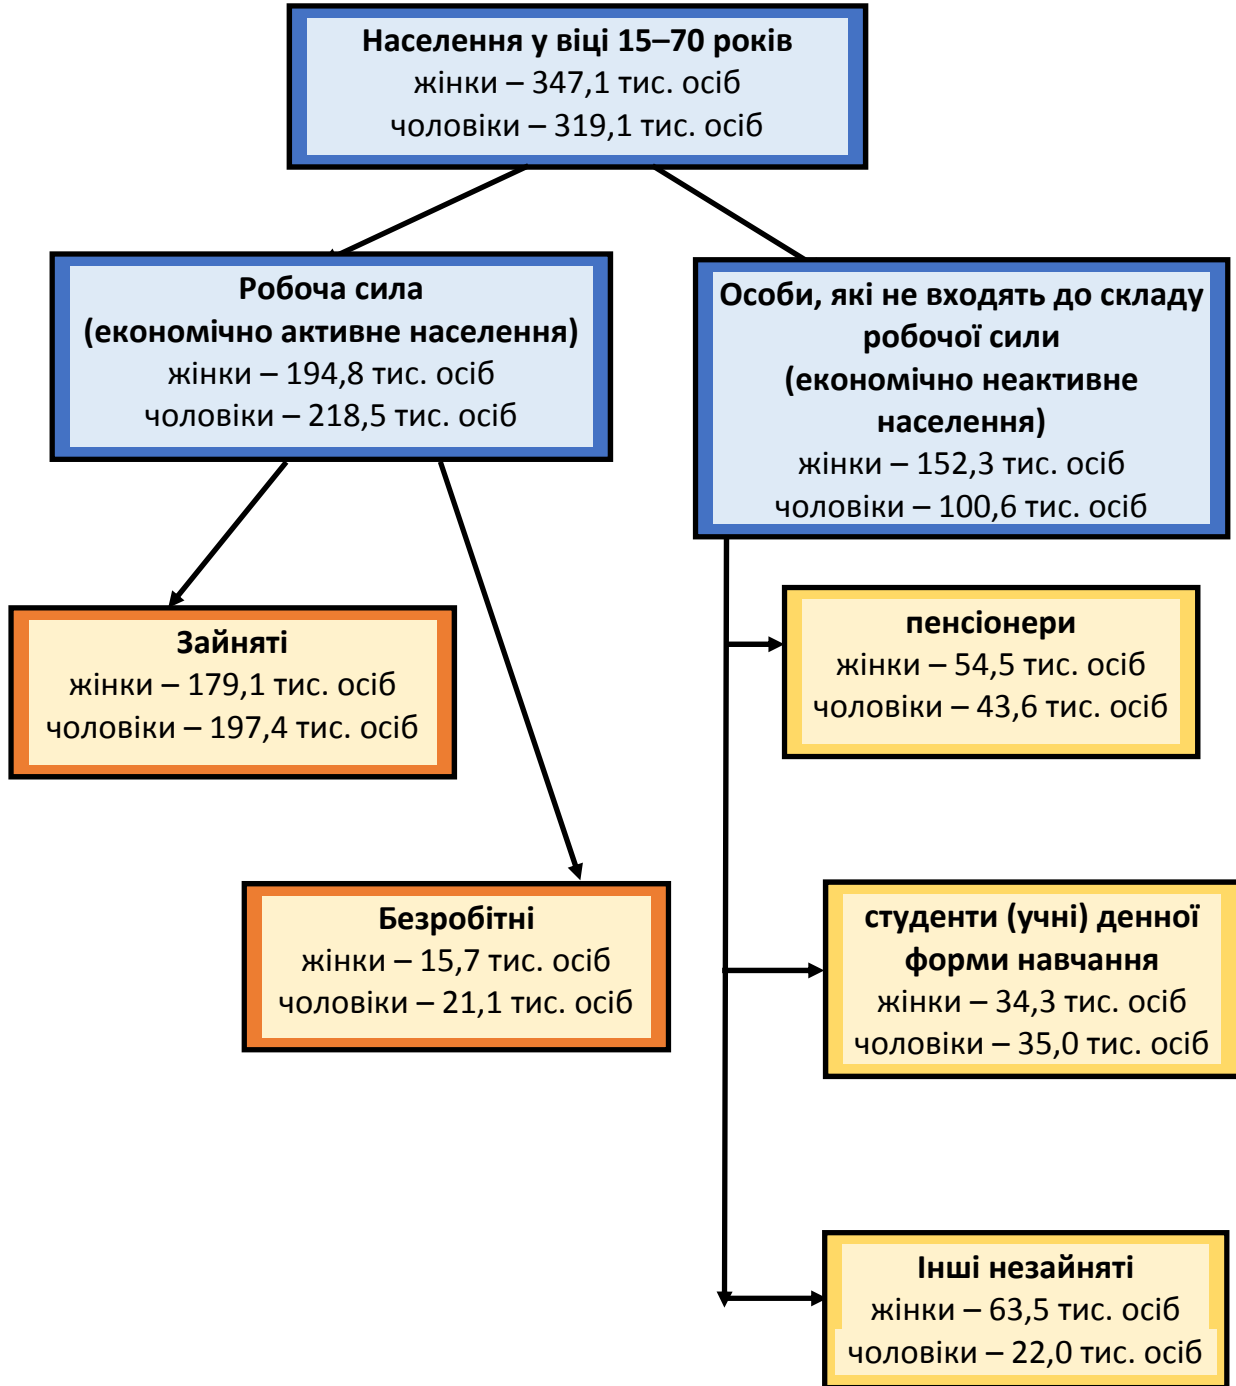 Населення у віці 15–70 років
жінки – 347,1 тис. осіб
чоловіки – 319,1 тис. осіб
Робоча сила
(економічно активне населення)
жінки – 194,8 тис. осіб
чоловіки – 218,5 тис. осіб
Особи, які не входять до складу
робочої сили
(економічно неактивне
населення)
жінки – 152,3 тис. осіб
чоловіки – 100,6 тис. осіб
Зайняті
жінки – 179,1 тис. осіб
чоловіки – 197,4 тис. осіб
пенсіонери
жінки – 54,5 тис. осіб
чоловіки – 43,6 тис. осіб
Безробітні
жінки – 15,7 тис. осіб
чоловіки – 21,1 тис. осіб
студенти (учні) денної
форми навчання
жінки – 34,3 тис. осіб
чоловіки – 35,0 тис. осіб
Інші незайняті
жінки – 63,5 тис. осіб
чоловіки – 22,0 тис. осіб